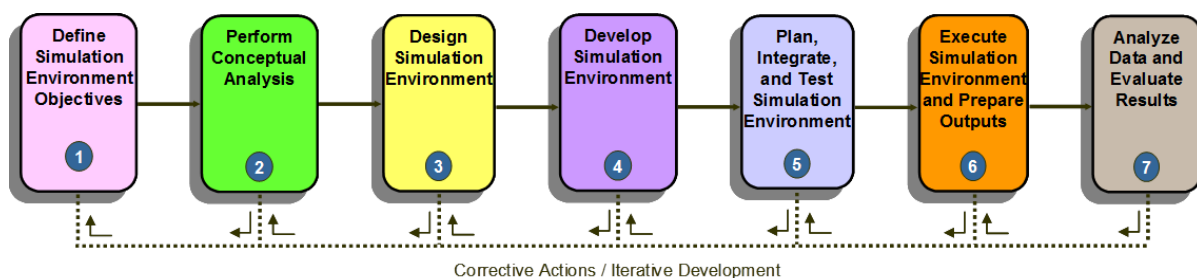 Define
Simulation
Environment
Objectives
1
Perform
Conceptual
Analysis
2
Design
Simulation
Environment
3
Develop
Simulation
Environment
4
Plan,
Integrate,
and Test
Simulation
Environment
5
Execute
Simulation
Environment
and Prepare
Outputs
6
Analyze
Data and
Evaluate
Results
7
Corrective Actions / Iterative Development